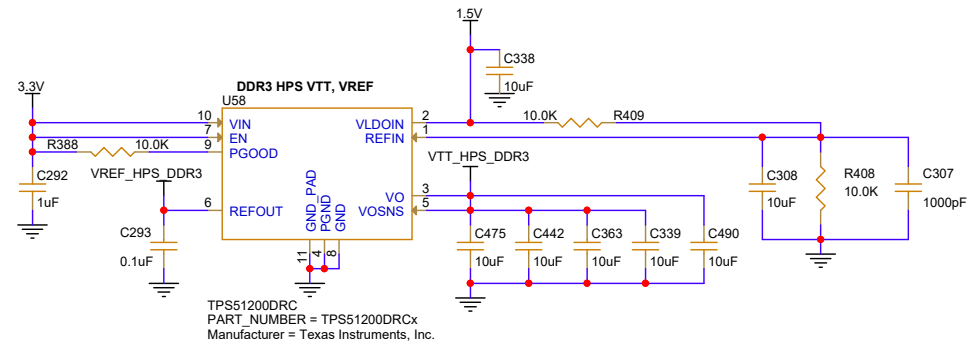 1.5V
C338
10uF
DDR3 HPS VTT, VREF
3.3V
U58
10
VIN
VLDOIN
2
10.0K
R409
7
EN
REFIN
1
R388
10.0K
9
PGOOD
VTT_HPS_DDR3
C292
1uF
VREF_HPS_DDR3
C308
10uF
R408
10.0K
C307
1000pF
VO
3
6
REFOUT
VOSNS
5
GND_PAD
PGND
GND
C293
0.1uF
11
4
8
C475
10uF
C442
10uF
C363
10uF
C339
10uF
C490
10uF
TPS51200DRC
PART_NUMBER = TPS51200DRCx
Manufacturer = Texas Instruments, Inc.